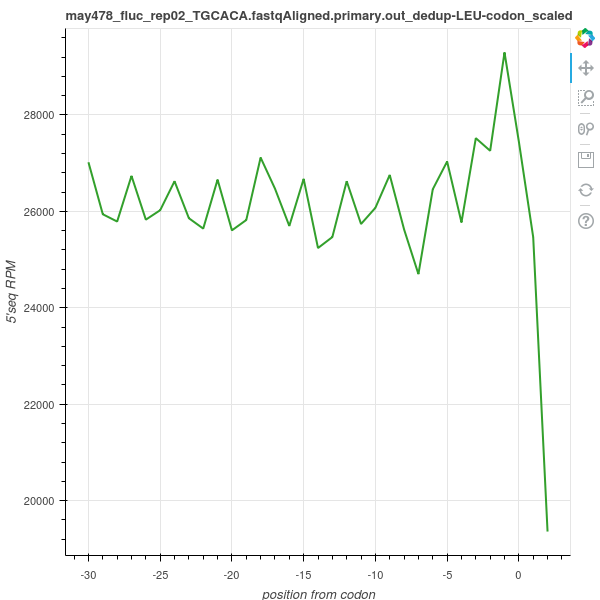 may478_fluc_rep02_TGCACA.fastqAligned.primary.out_dedup-LEU-codon_scaled
28000
26000
24000
22000
20000
5'seq RPM
-30 -25 -20 -15 -10 -5 0
position from codon